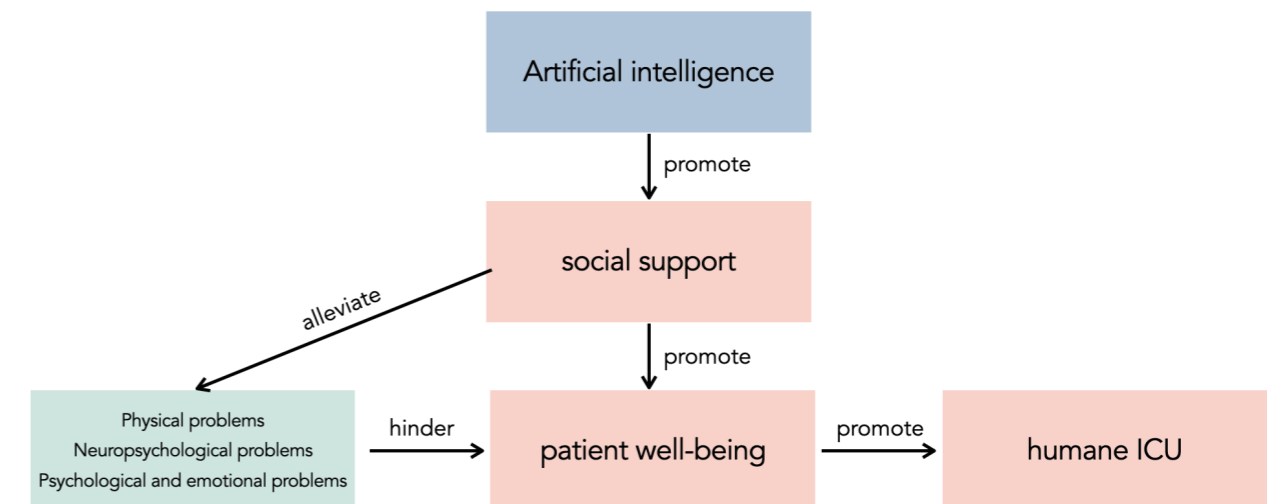 Artificial intelligence
promote
social support
alleviate
promote
Physical problems
Neuropsychological problems
Psychological and emotional problems
hinder
patient well-being
promote
humane ICU